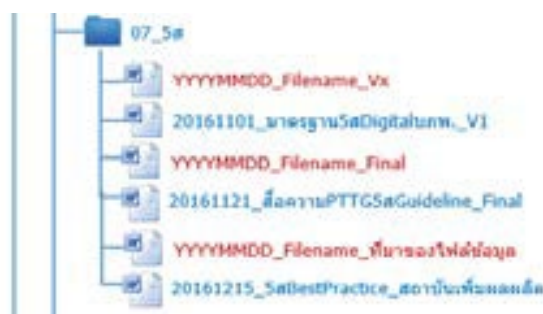 07_5ส
YYYYMMDD_Filename_Vx
20161101_มาตรฐาน5สDigitalบกพ._V1
YYYYMMDD_Filename_Final
20161121_สื่อความPTTG5สGuideline_Final
YYYYMMDD_Filename_ที่มาของไฟล์ข้อมูล
20161215_5สBestPractice_สถาบันเพิ่มผลผลิต